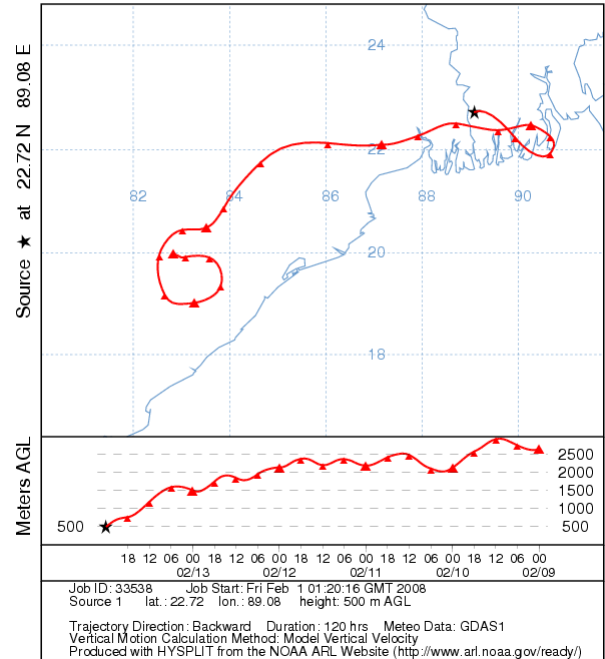 Source ★ at 22.72 N 89.08 E
24
22
82 84 86 88 90
20
18
Meters AGL
2500
2000
1500
1000
500 500
18 12 06 00 18 12 06 00 18 12 06 00 18 12 06 00 18 12 06 00
02/13 02/12 02/11 02/10 02/09
Job ID: 33538 Job Start: Fri Feb 1 01:20:16 GMT 2008
Source 1 lat.: 22.72 lon.: 89.08 height: 500 m AGL
Trajectory Direction: Backward Duration: 120 hrs Meteo Data: GDAS1
Vertical Motion Calculation Method: Model Vertical Velocity
Produced with HYSPLIT from the NOAA ARL Website (http://www.arl.noaa.gov/ready/)